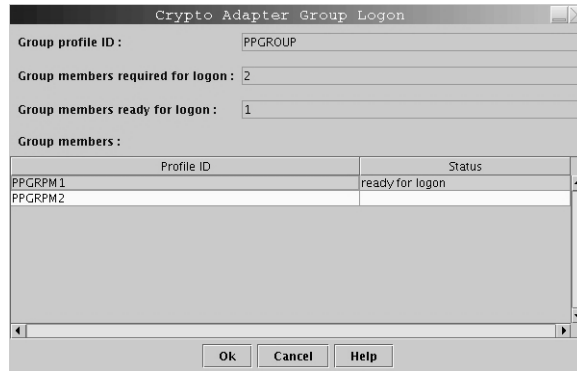 Crypto Adapter Group Logon
Group profile ID : PPGROUP
Group members required for logon : 2
Group members ready for logon : 1
Group members :
Profile ID Status
PPGRPM1 ready for logon
PPGRPM2
Ok Cancel Help